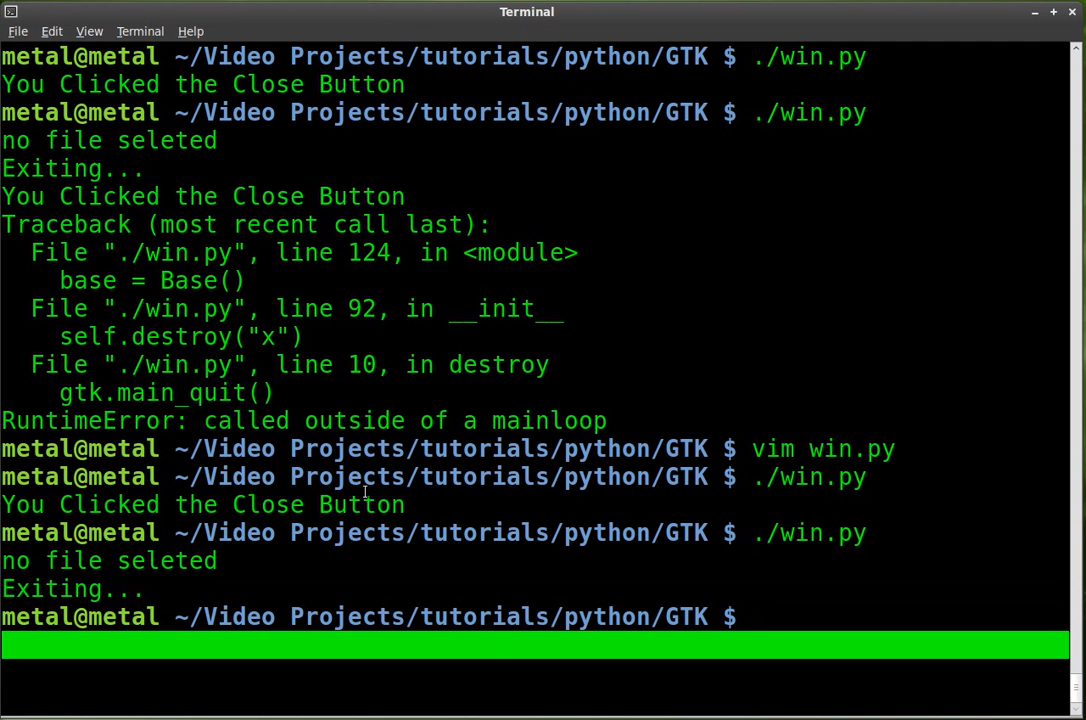 Terminal
File Edit View Terminal Help
metal@metal ~/Video Projects/tutorials/python/GTK $ ./win.py
You Clicked the Close Button
metal@metal ~/Video Projects/tutorials/python/GTK $ ./win.py
no file seleted
Exiting...
You Clicked the Close Button
Traceback (most recent call last):
  File "./win.py", line 124, in <module>
    base = Base()
  File "./win.py", line 92, in __init__
    self.destroy("x")
  File "./win.py", line 10, in destroy
    gtk.main_quit()
RuntimeError: called outside of a mainloop
metal@metal ~/Video Projects/tutorials/python/GTK $ vim win.py
metal@metal ~/Video Projects/tutorials/python/GTK $ ./win.py
You Clicked the Close Button
metal@metal ~/Video Projects/tutorials/python/GTK $ ./win.py
no file seleted
Exiting...
metal@metal ~/Video Projects/tutorials/python/GTK $